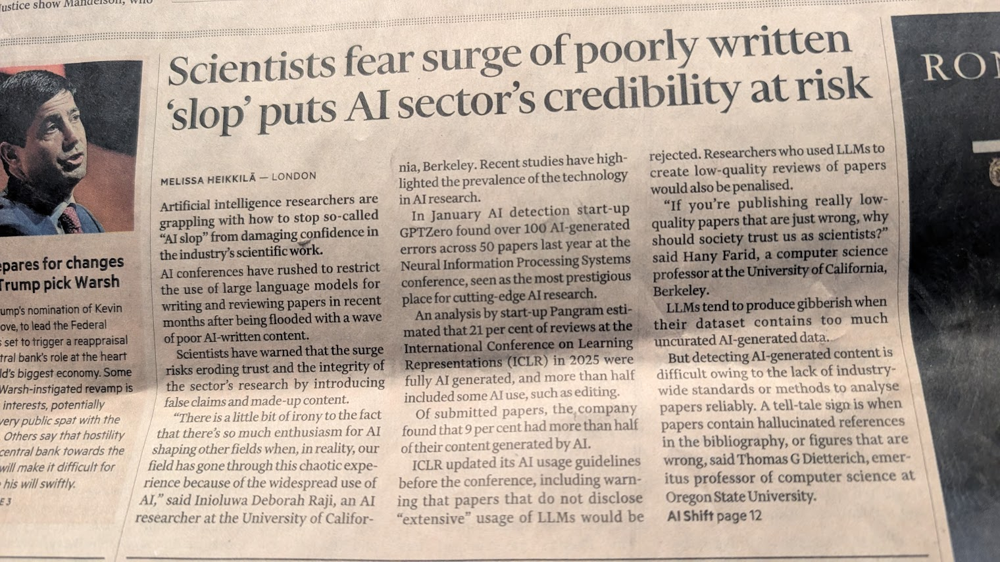 Justice show Mandelson, who
Scientists fear surge of poorly written
‘slop’ puts AI sector’s credibility at risk
MELISSA HEIKKILÄ — LONDON
Artificial intelligence researchers are
grappling with how to stop so-called
“AI slop” from damaging confidence in
the industry’s scientific work.
AI conferences have rushed to restrict
the use of large language models for
writing and reviewing papers in recent
months after being flooded with a wave
of poor AI-written content.
Scientists have warned that the surge
risks eroding trust and the integrity of
the sector’s research by introducing
false claims and made-up content.
“There is a little bit of irony to the fact
that there’s so much enthusiasm for AI
shaping other fields when, in reality, our
field has gone through this chaotic expe-
rience because of the widespread use of
AI,” said Inioluwa Deborah Raji, an AI
researcher at the University of Califor-
nia, Berkeley. Recent studies have high-
lighted the prevalence of the technology
in AI research.
In January AI detection start-up
GPTZero found over 100 AI-generated
errors across 50 papers last year at the
Neural Information Processing Systems
conference, seen as the most prestigious
place for cutting-edge AI research.
An analysis by start-up Pangram esti-
mated that 21 per cent of reviews at the
International Conference on Learning
Representations (ICLR) in 2025 were
fully AI generated, and more than half
included some AI use, such as editing.
Of submitted papers, the company
found that 9 per cent had more than half
of their content generated by AI.
ICLR updated its AI usage guidelines
before the conference, including warn-
ing that papers that do not disclose
“extensive” usage of LLMs would be
rejected. Researchers who used LLMs to
create low-quality reviews of papers
would also be penalised.
“If you’re publishing really low-
quality papers that are just wrong, why
should society trust us as scientists?”
said Hany Farid, a computer science
professor at the University of California,
Berkeley.
LLMs tend to produce gibberish when
their dataset contains too much
uncurated AI-generated data.
But detecting AI-generated content is
difficult owing to the lack of industry-
wide standards or methods to analyse
papers reliably. A tell-tale sign is when
papers contain hallucinated references
in the bibliography, or figures that are
wrong, said Thomas G Dietterich, emer-
itus professor of computer science at
Oregon State University.
AI Shift page 12
epares for changes
Trump pick Warsh
ump’s nomination of Kevin
ove, to lead the Federal
s set to trigger a reappraisal
tral bank’s role at the heart
ld’s biggest economy. Some
Warsh-instigated revamp is
interests, potentially
very public spat with the
. Others say that hostility
central bank towards the
will make it difficult for
his will swiftly.
E 3
RON